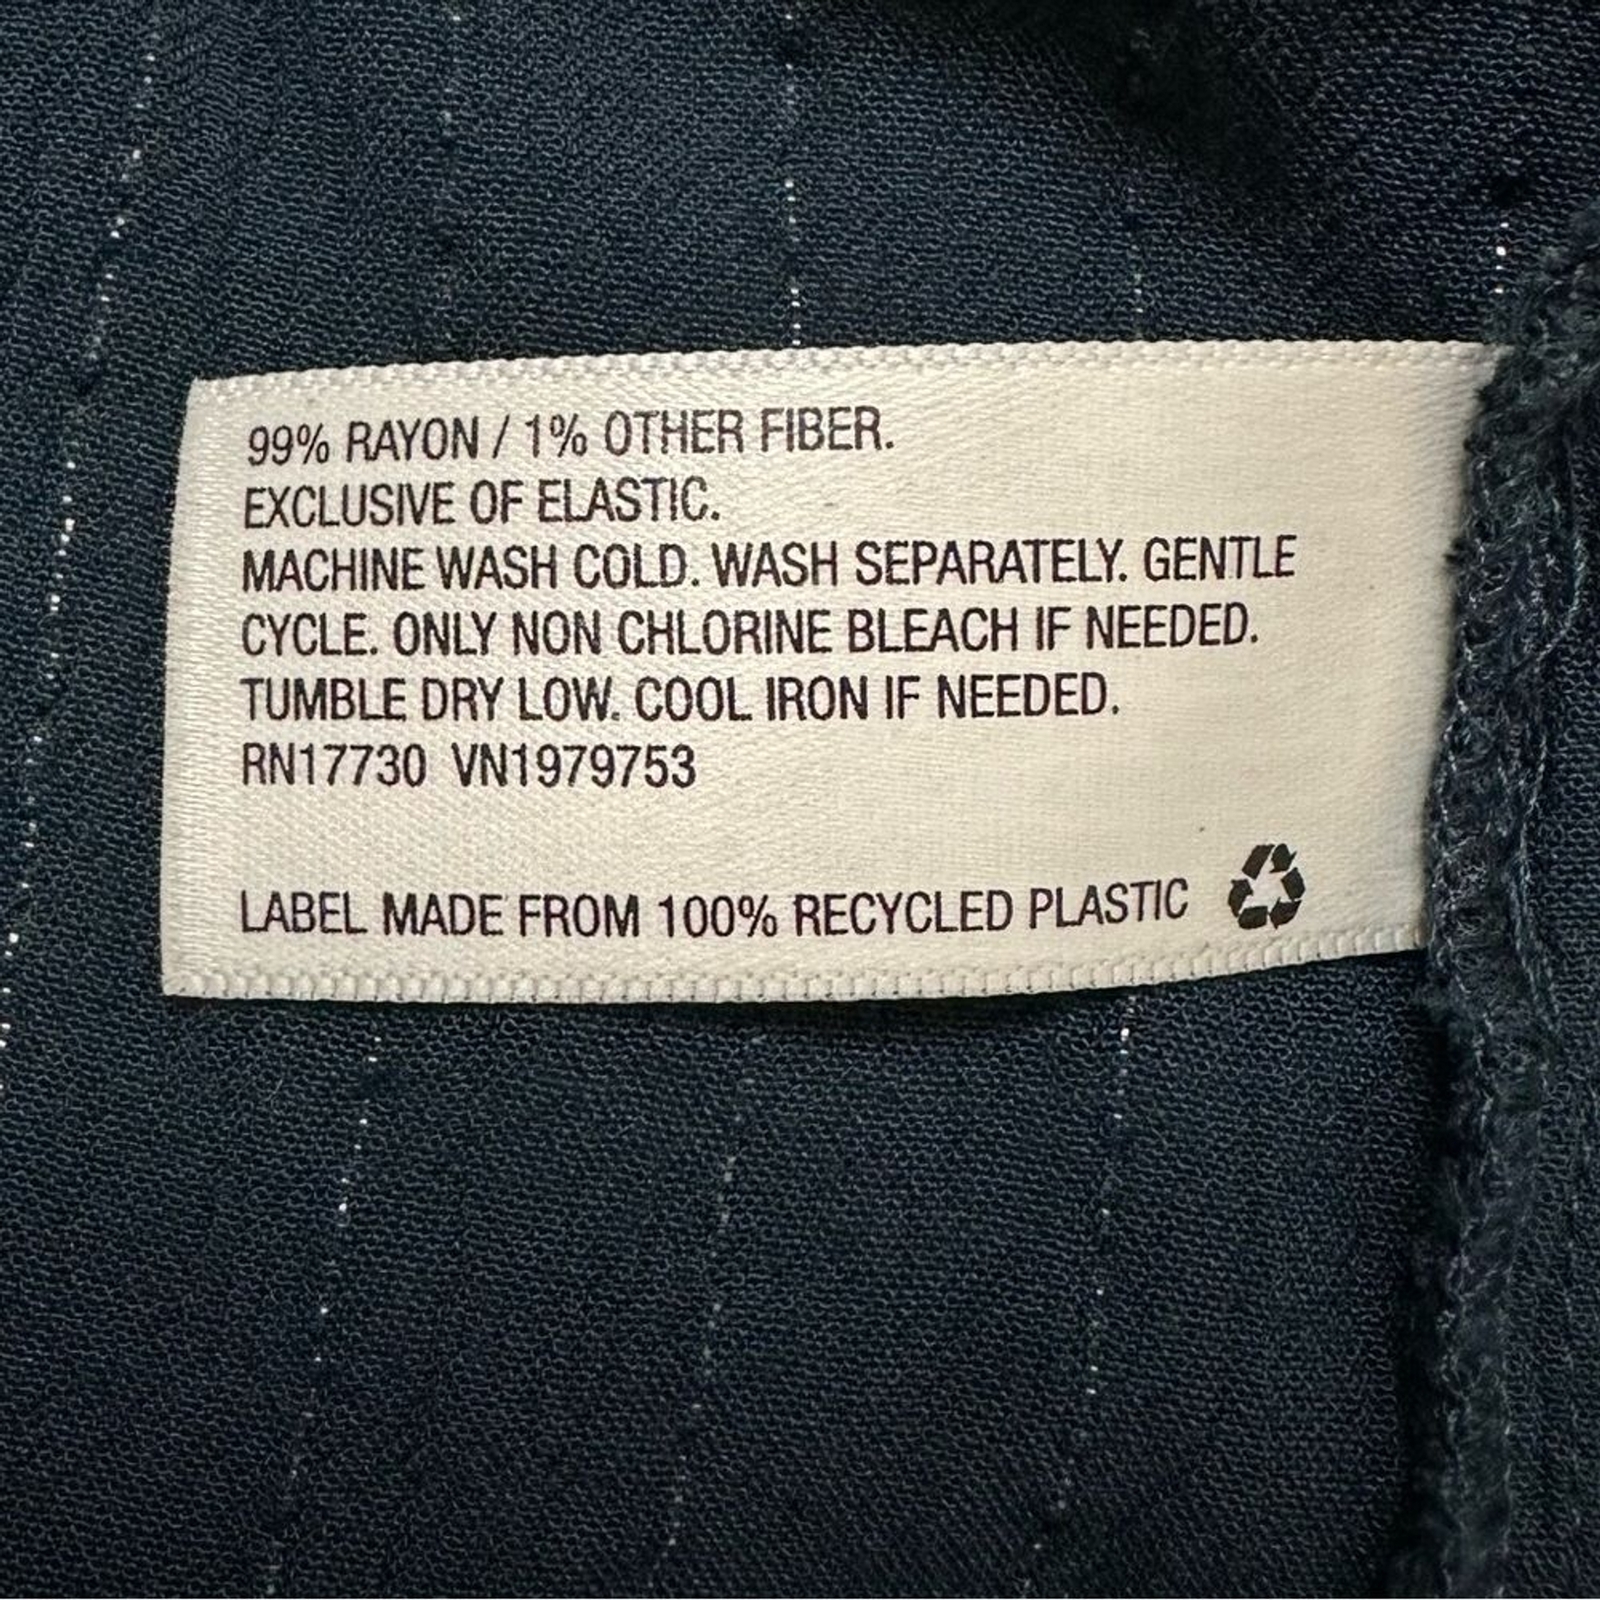 99% RAYON / 1% OTHER FIBER.
EXCLUSIVE OF ELASTIC.
MACHINE WASH COLD. WASH SEPARATELY. GENTLE
CYCLE. ONLY NON CHLORINE BLEACH IF NEEDED.
TUMBLE DRY LOW. COOL IRON IF NEEDED.
RN17730 VN1979753
LABEL MADE FROM 100% RECYCLED PLASTIC